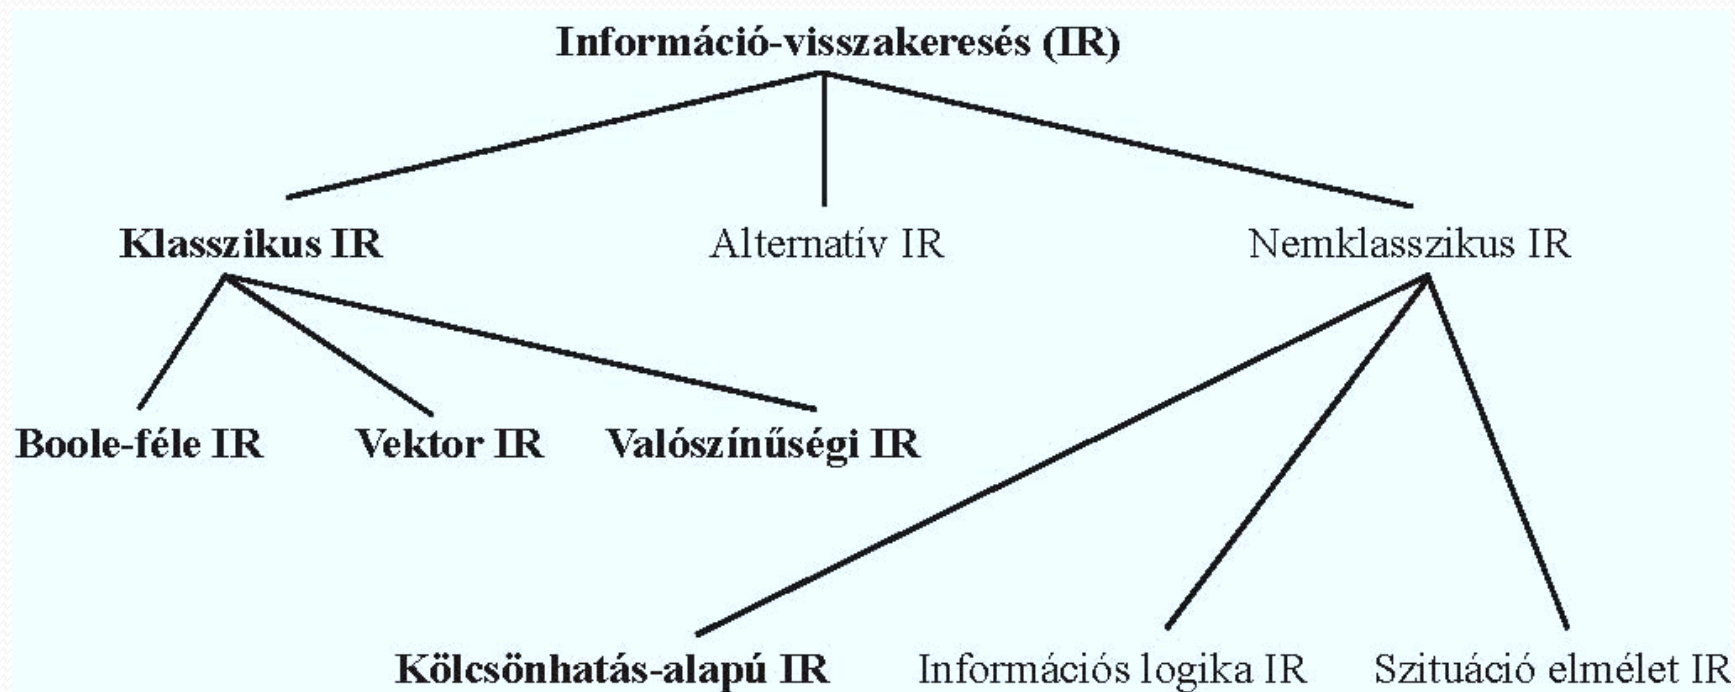 Információ-visszakeresés (IR)
Klasszikus IR
Alternatív IR
Nemklasszikus IR
Boole-féle IR
Vektor IR
Valószínűségi IR
Kölcsönhatás-alapú IR
Információs logika IR
Szituáció elmélet IR